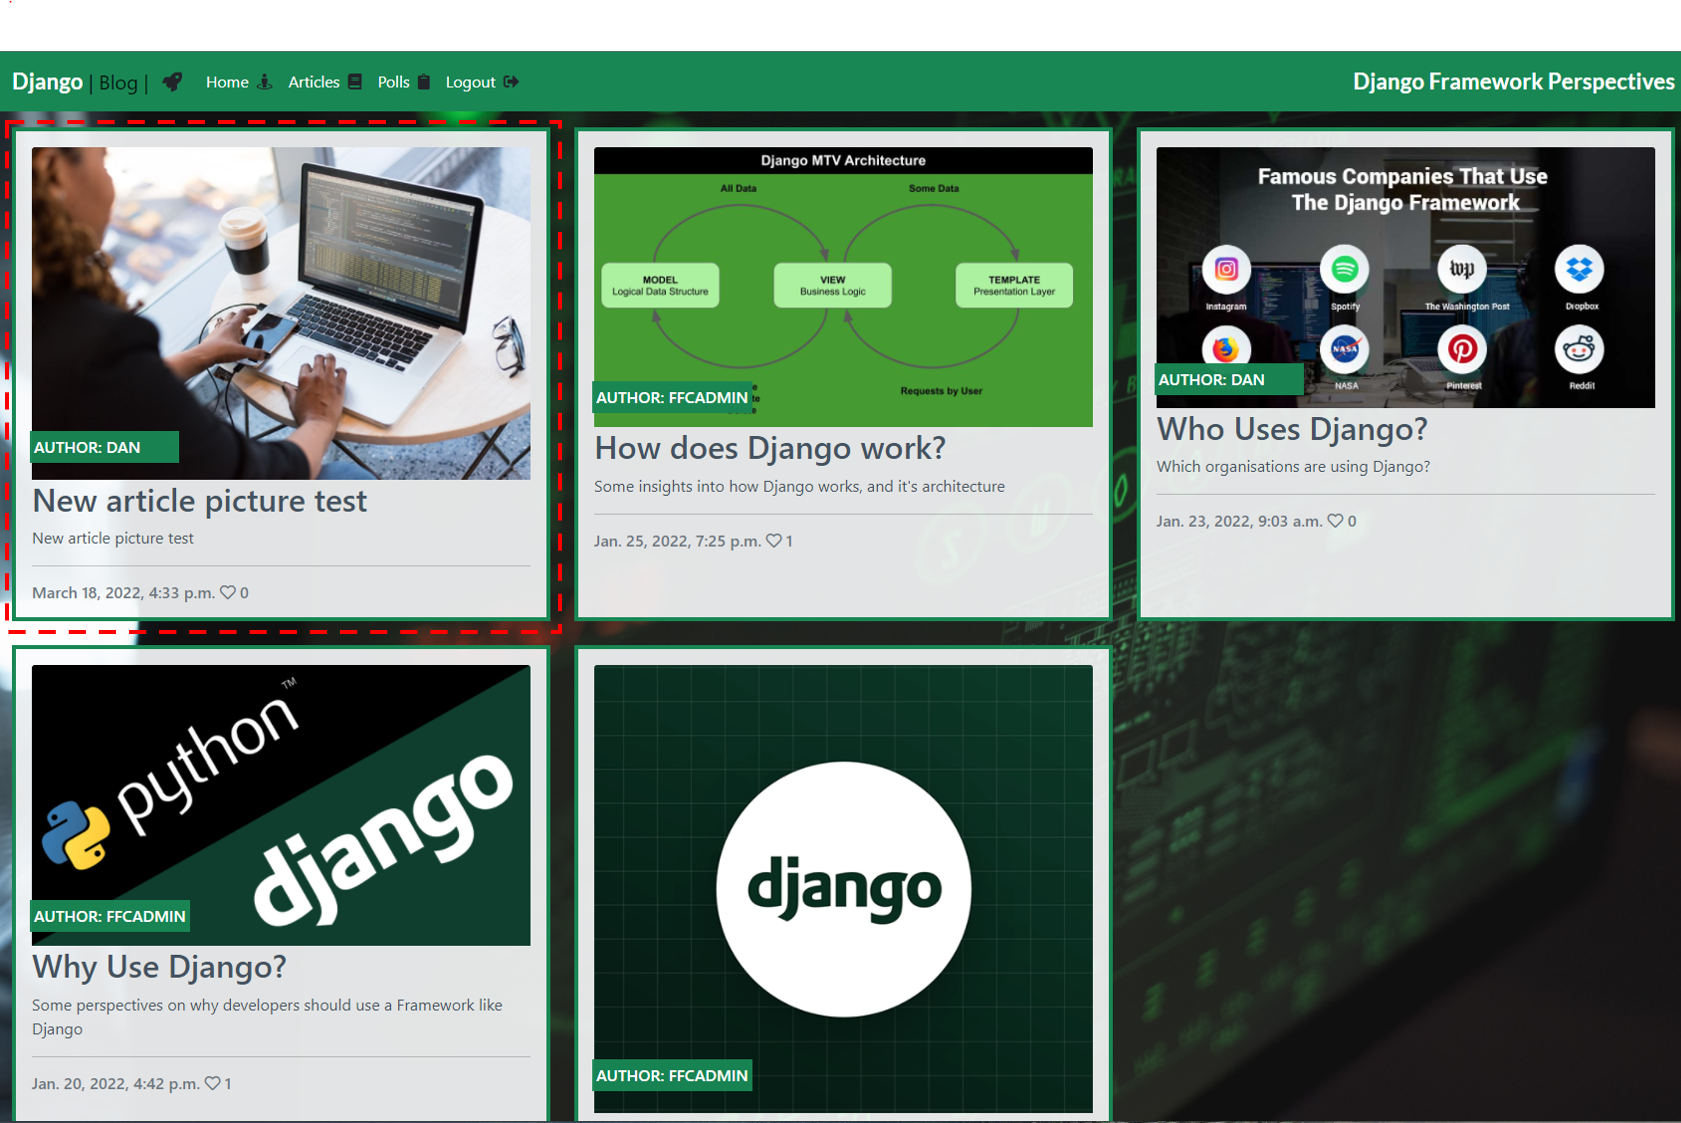 Django | Blog | Home Articles Polls Logout
Django Framework Perspectives
AUTHOR: DAN
New article picture test
New article picture test
March 18, 2022, 4:33 p.m. 0
Django MTV Architecture
All Data
Some Data
MODEL
Logical Data Structure
VIEW
Business Logic
TEMPLATE
Presentation Layer
Requests by User
AUTHOR: FFCADMIN
How does Django work?
Some insights into how Django works, and it's architecture
Jan. 25, 2022, 7:25 p.m. 1
Famous Companies That Use
The Django Framework
Instagram
Spotify
The Washington Post
Dropbox
NASA
NASA
Pinterest
Reddit
AUTHOR: DAN
Who Uses Django?
Which organisations are using Django?
Jan. 23, 2022, 9:03 a.m. 0
python™
django
AUTHOR: FFCADMIN
Why Use Django?
Some perspectives on why developers should use a Framework like
Django
Jan. 20, 2022, 4:42 p.m. 1
django
AUTHOR: FFCADMIN